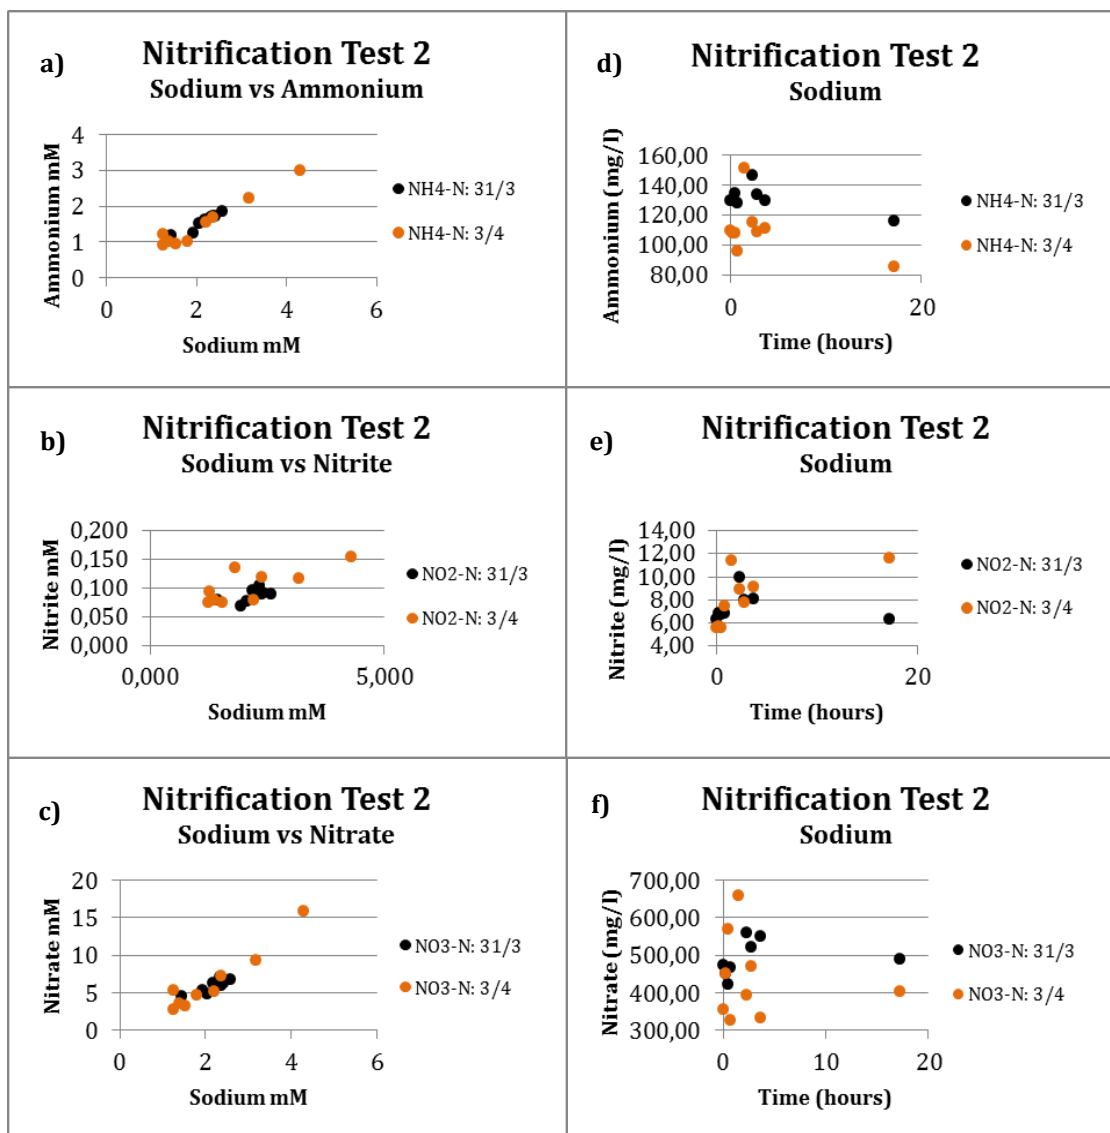 a)
Nitrification Test 2
Sodium vs Ammonium
Ammonium mM
4
3
2
1
0
0 2 4 6
Sodium mM
NH4-N: 31/3
NH4-N: 3/4
d)
Nitrification Test 2
Sodium
Ammonium (mg/l)
160,00
140,00
120,00
100,00
80,00
0 20
Time (hours)
NH4-N: 31/3
NH4-N: 3/4
b)
Nitrification Test 2
Sodium vs Nitrite
Nitrite mM
0,200
0,150
0,100
0,050
0,000
0,000 5,000
Sodium mM
NO2-N: 31/3
NO2-N: 3/4
e)
Nitrification Test 2
Sodium
Nitrite (mg/l)
14,00
12,00
10,00
8,00
6,00
4,00
0 20
Time (hours)
NO2-N: 31/3
NO2-N: 3/4
c)
Nitrification Test 2
Sodium vs Nitrate
Nitrate mM
20
15
10
5
0
0 2 4 6
Sodium mM
NO3-N: 31/3
NO3-N: 3/4
f)
Nitrification Test 2
Sodium
Nitrate (mg/l)
700,00
600,00
500,00
400,00
300,00
0 10 20
Time (hours)
NO3-N: 31/3
NO3-N: 3/4